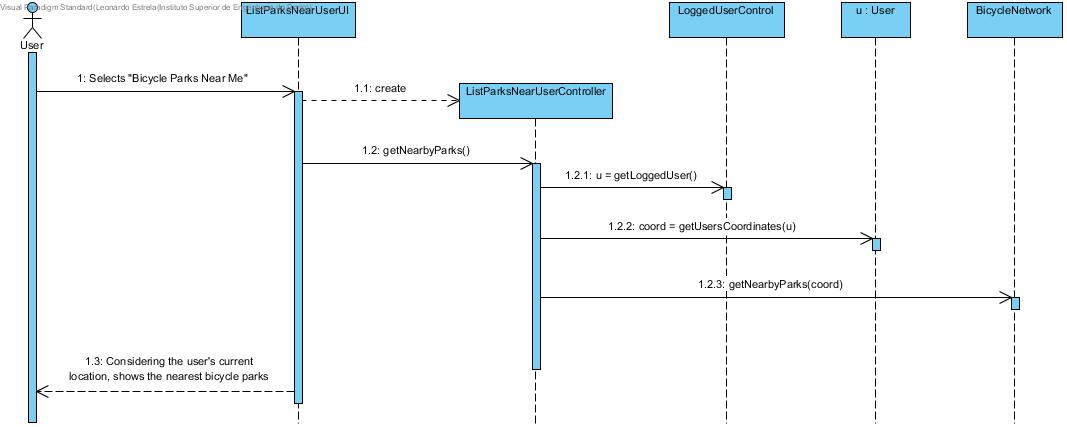 Visual Paradigm Standard(Leonardo Estrela(Instituto Superior de
User
ListParksNearUserUI
LoggedUserControl
u : User
BicycleNetwork
1: Selects "Bicycle Parks Near Me"
1.1: create
ListParksNearUserController
1.2: getNearbyParks()
1.2.1: u = getLoggedUser()
1.2.2: coord = getUsersCoordinates(u)
1.2.3: getNearbyParks(coord)
1.3: Considering the user's current
location, shows the nearest bicycle parks